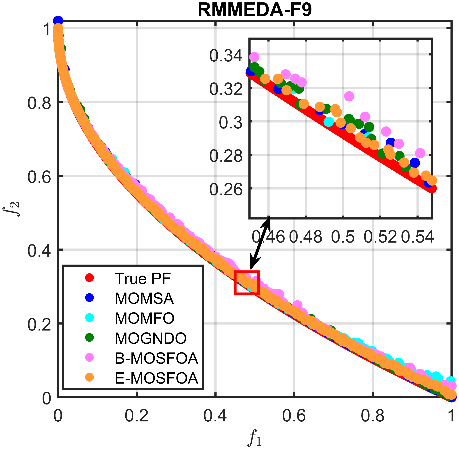 RMMEDA-F9
1
0.8
0.6
0.4
0.2
0
f2
0.34
0.32
0.3
0.28
0.26
0.46 0.48 0.5 0.52 0.54
True PF
MOMSA
MOMFO
MOGNDO
B-MOSFOA
E-MOSFOA
0 0.2 0.4 0.6 0.8 1
f1